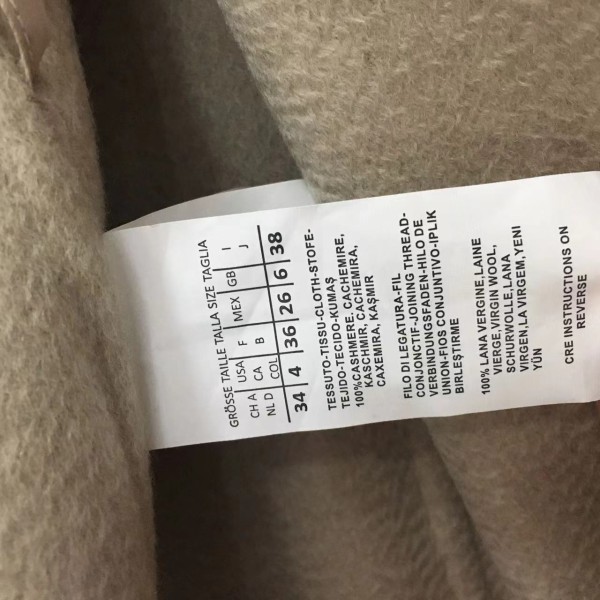 GRÖSSE TAILLE TALLA SIZE TAGLIA
CH A USA F MEX GB I
NL D CA B J
COL
34 4 36 26 6 38
TESSUTO-TISSU-CLOTH-STOFE-
TEJIDO-TECIDO-KUMAŞ
100%CASHMERE, CACHEMIRE,
KASCHMIR, CACHEMIRA,
CAXEMIRA, KAŞMIR
FILO DI LEGATURA-FIL
CONJONCTIF-JOINING THREAD-
VERBINDUNGSFADEN-HILO DE
UNION-FIOS CONJUNTIVO-IPLIK
BIRLEŞTIRME
100% LANA VERGINE,LAINE
VIERGE,VIRGIN WOOL,
SCHURWOLLE,LANA
VIRGEN,LA VIRGEM,YENI
YÜN
CRE INSTRUCTIONS ON
REVERSE